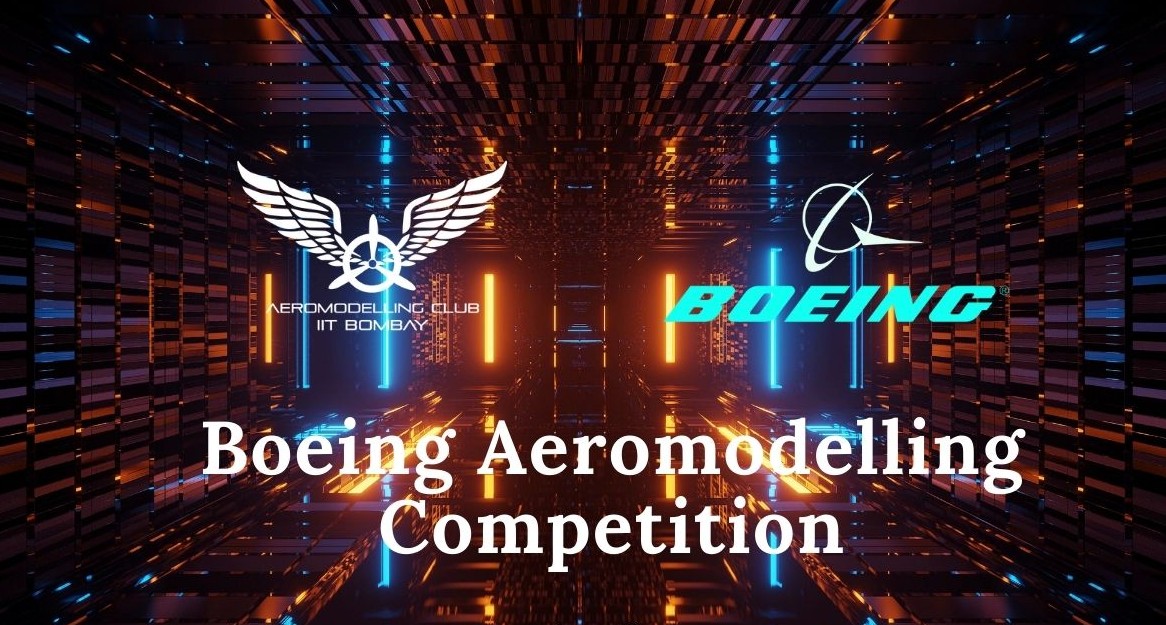 AEROMODELLING CLUB
IIT BOMBAY
BOEING®
Boeing Aeromodelling
Competition